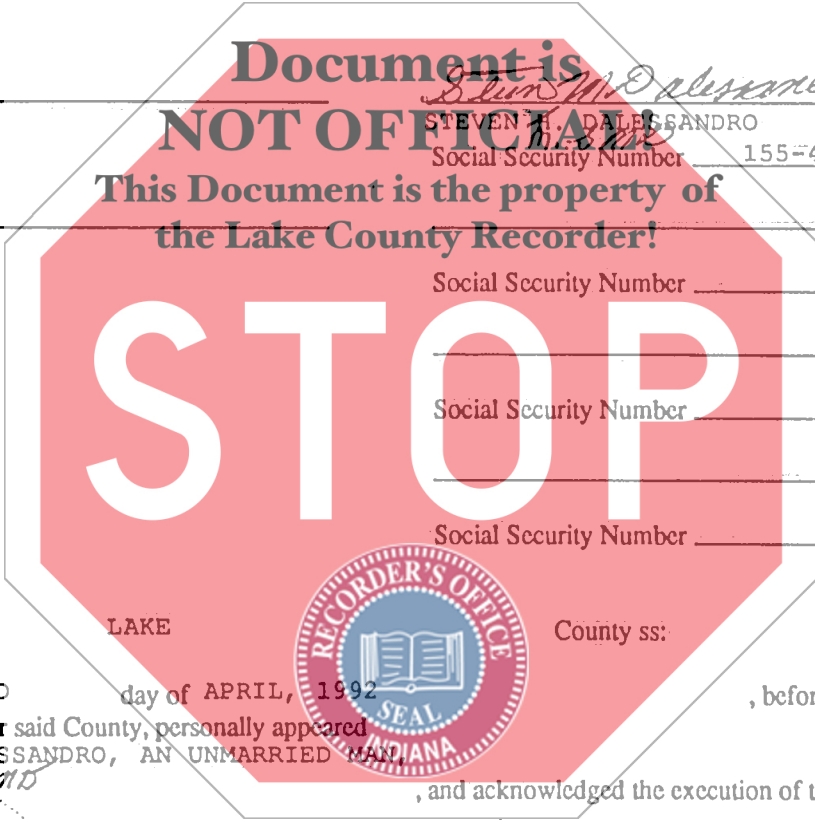 Document is
NOT OFFICIAL!
This Document is the property of
the Lake County Recorder!
STOP
STEVEN DALESSANDRO
Social Security Number 155-4
Social Security Number
Social Security Number
Social Security Number
RECORDER'S OFFICE
SEAL
INDIANA
LAKE County ss:
day of APRIL, 1992 , befor
r said County, personally appeared
SSANDRO, AN UNMARRIED MAN,
, and acknowledged the execution of t